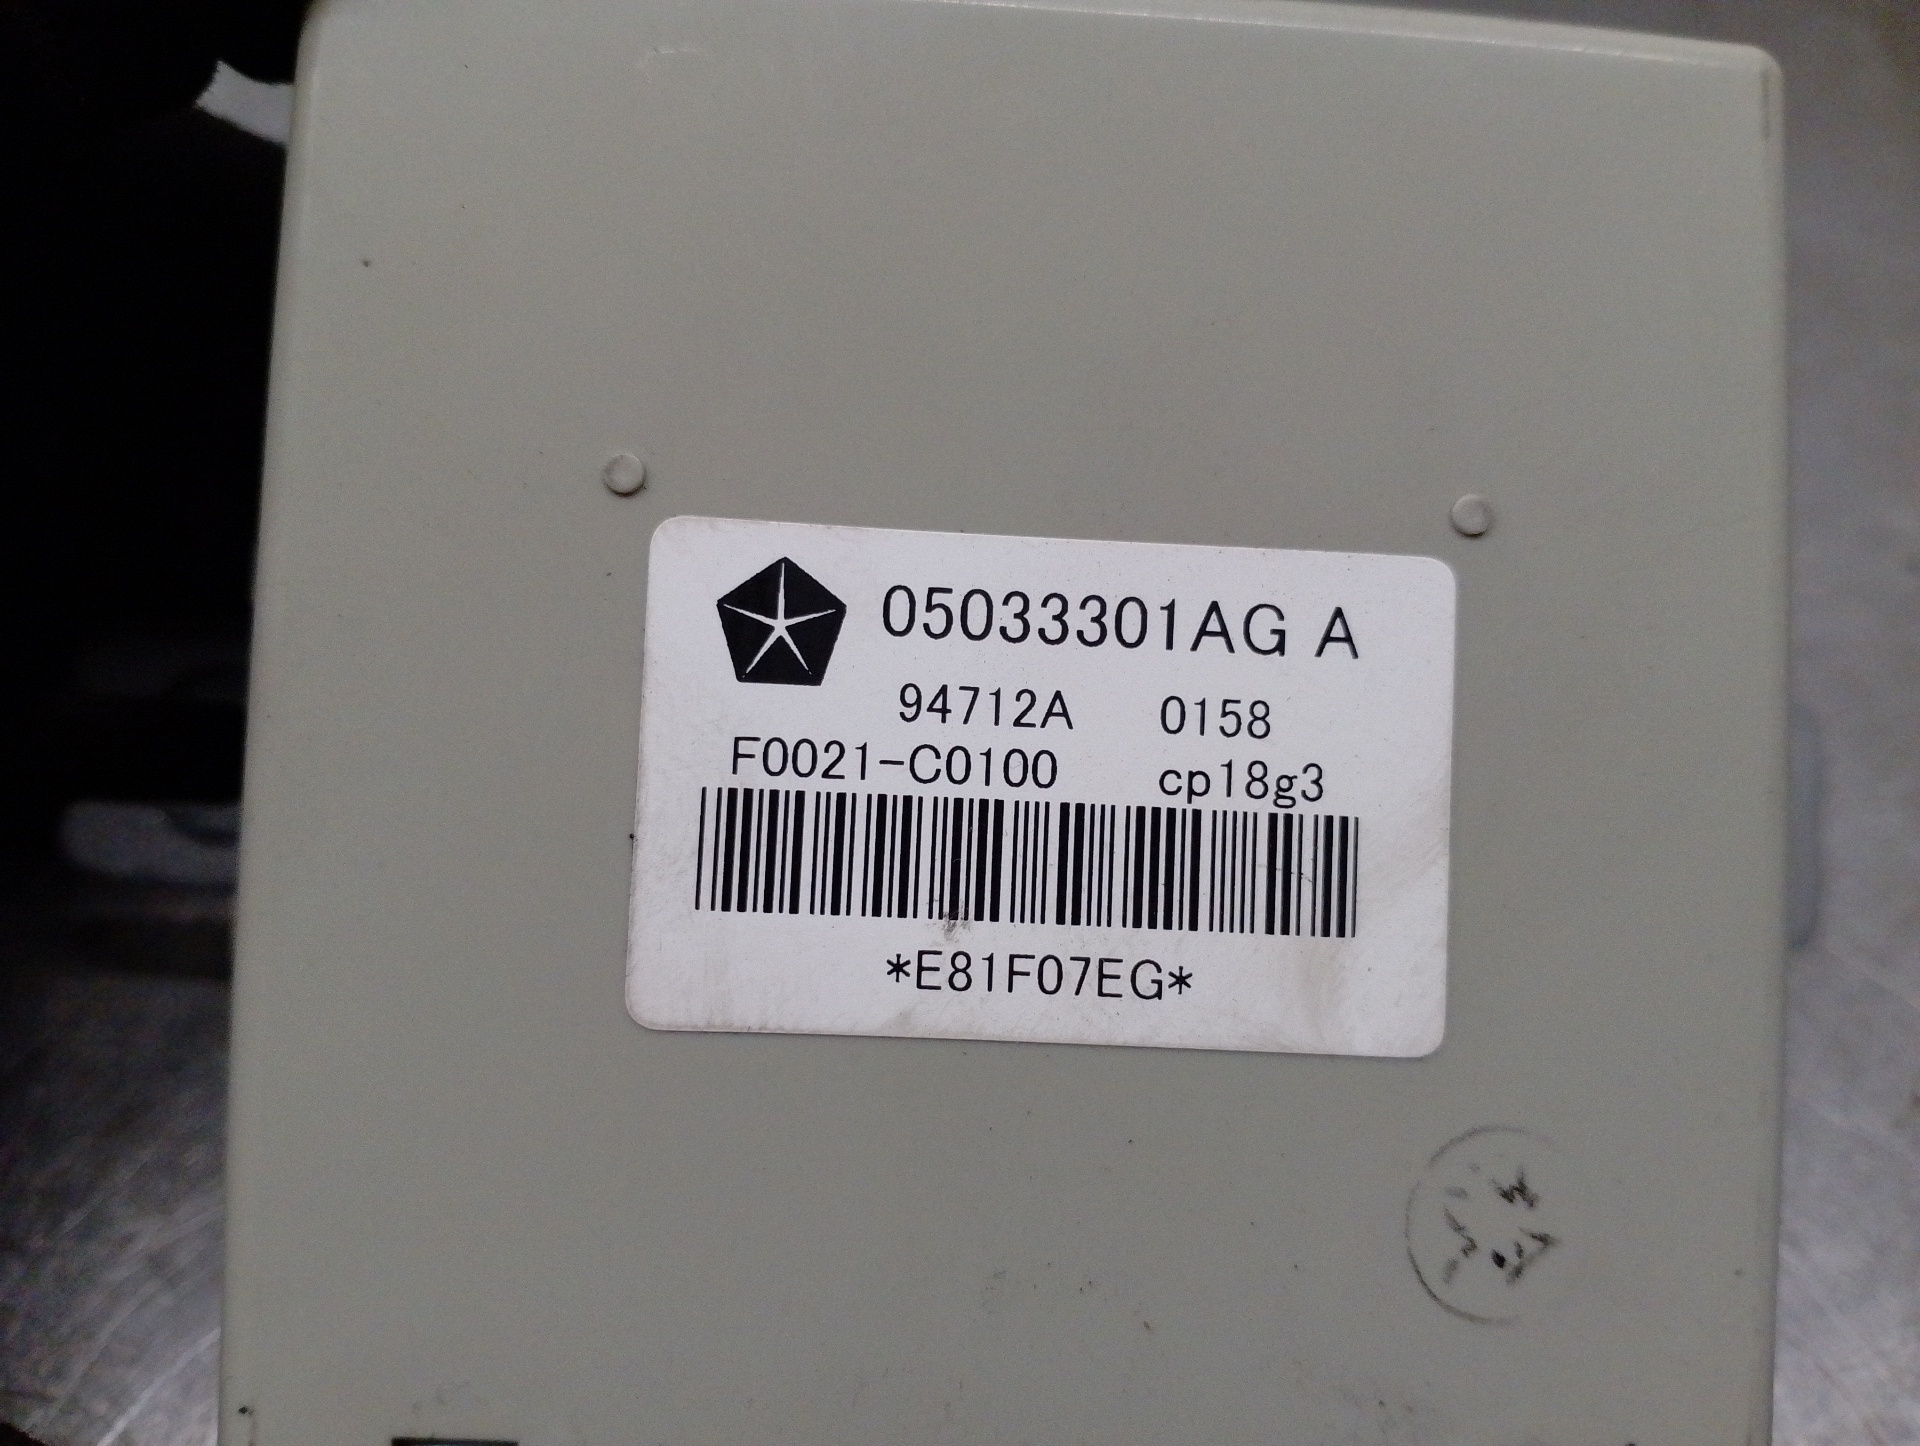 05033301AG A
94712A 0158
F0021-C0100 cp18g3
*E81F07EG*